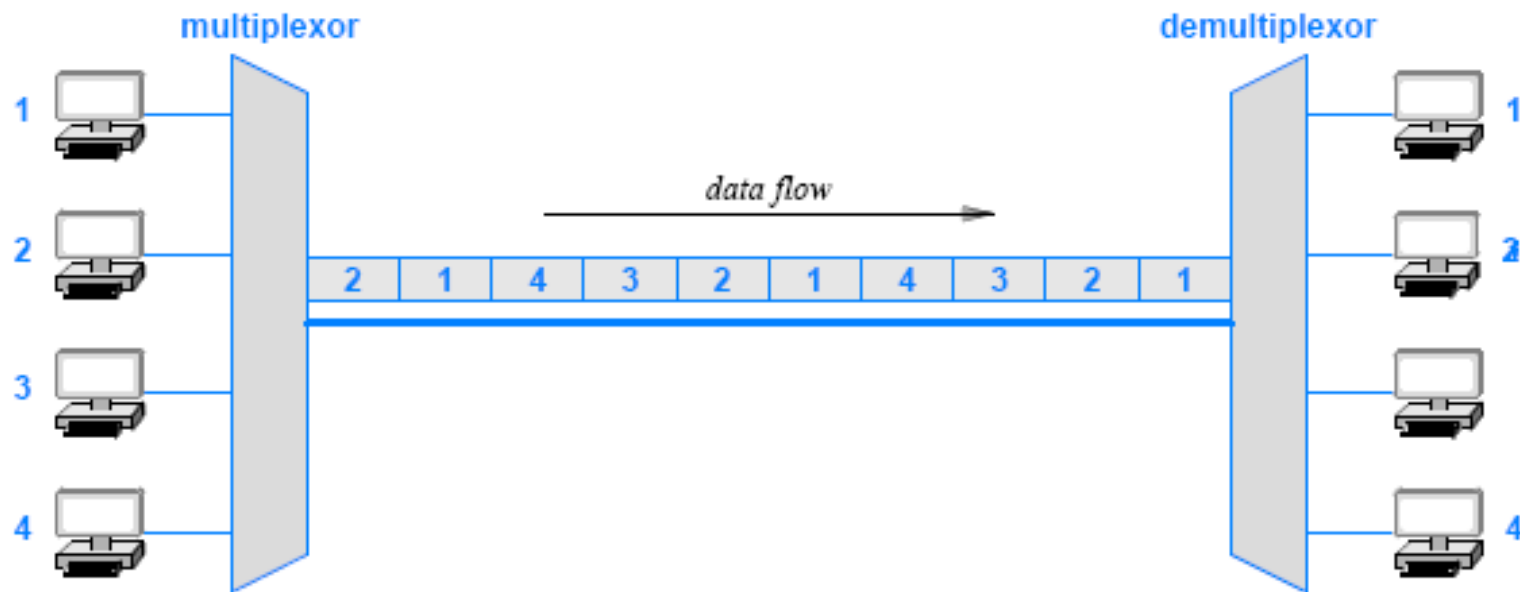 multiplexor demultiplexor
1 1
data flow
2
2 1 4 3 2 1 4 3 2 1
3
4 4